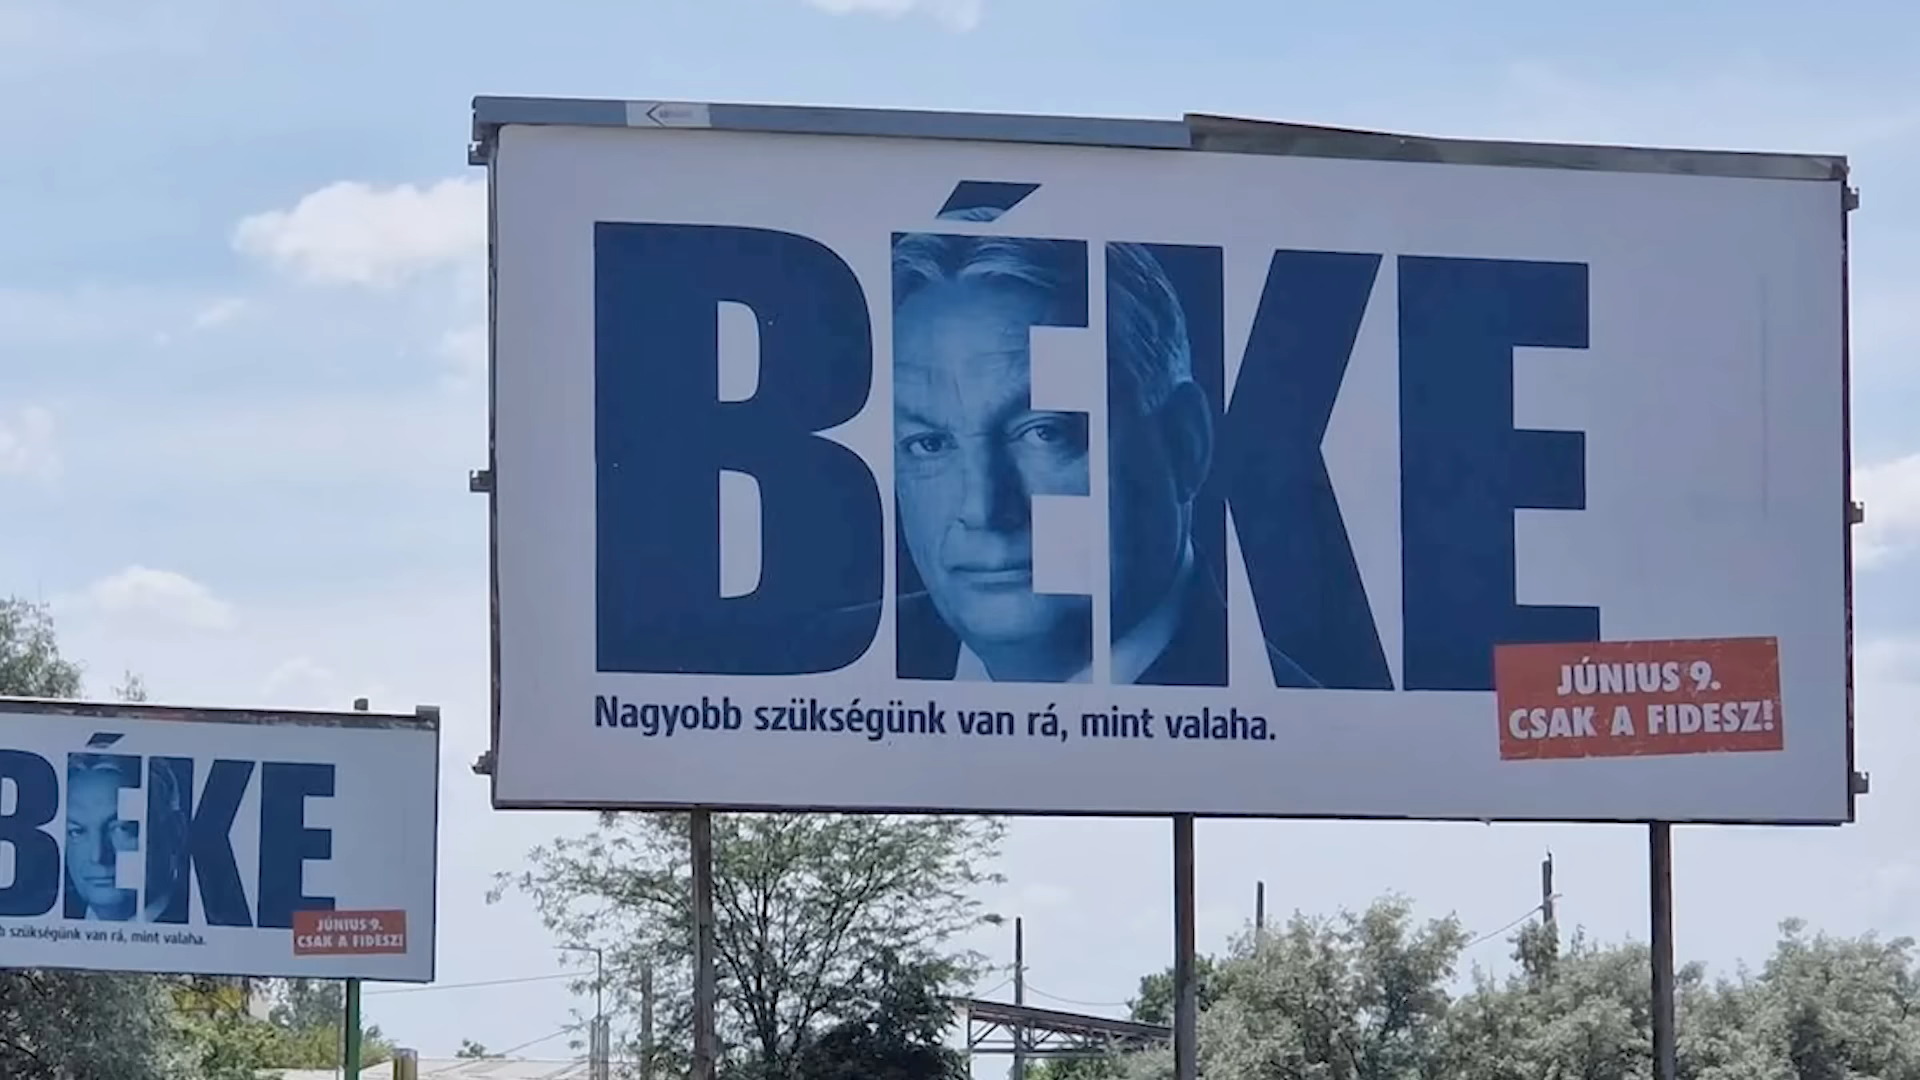 BÉKE
Nagyobb szükségünk van rá, mint valaha.
JÚNIUS 9.
CSAK A FIDESZ!
BÉKE
szükségünk van rá, mint valaha.
JÚNIUS 9.
CSAK A FIDESZ!